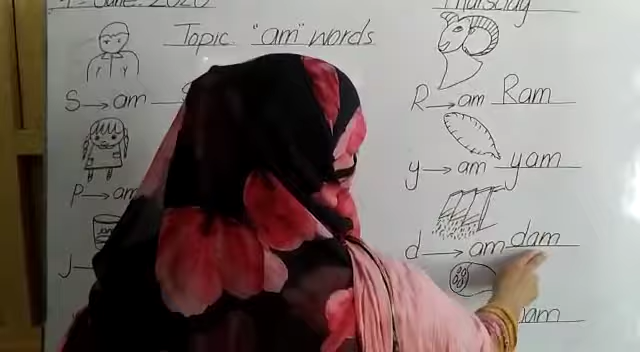 June. 2020 Thursday
Topic "am" words
S→am
R→am Ram
P→am
y→am yam
J
d→am dam
am